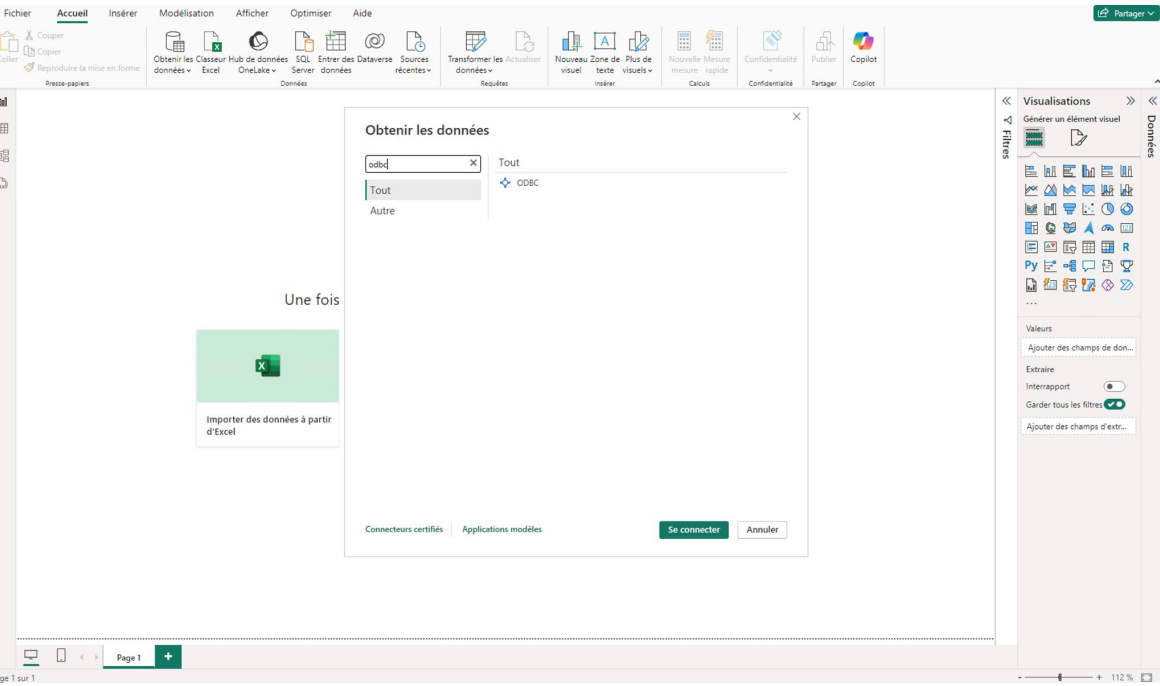 Fichier Accueil Insérer Modélisation Afficher Optimiser Aide Partager
Couper
Copier
Reproduire la mise en forme
Presse-papiers
Obtenir les données
Classeur Excel
Hub de données OneLake
SQL Server
Entrer des données
Dataverse
Sources récentes
Données
Transformer les données
Actualiser
Requêtes
Nouveau visuel
Zone de texte
Plus de visuels
Insérer
Nouvelle mesure
Mesure rapide
Calculs
Confidentialité
Confidentialité
Publier
Partager
Copilot
Copilot
Obtenir les données
odbc
Tout
Autre
Tout
ODBC
Connecteurs certifiés
Applications modèles
Se connecter
Annuler
Une fois
Importer des données à partir
d'Excel
Filtres
Visualisations
Générer un élément visuel
R
Py
Valeurs
Ajouter des champs de don...
Extraire
Interrapport
Garder tous les filtres
Ajouter des champs d'extr...
Données
Page 1
1 sur 1
112 %